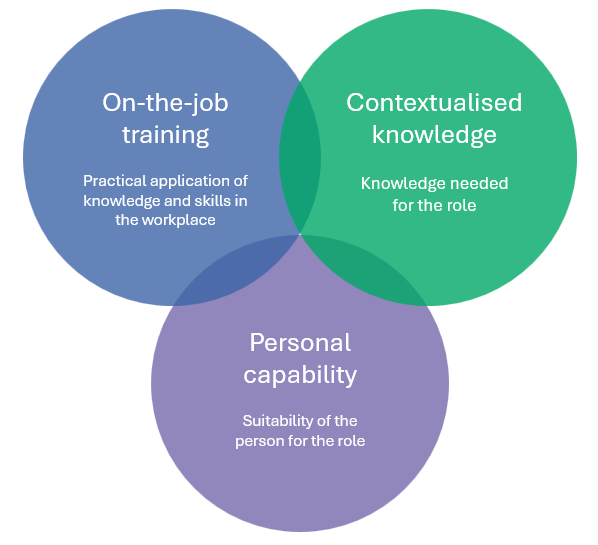 On-the-job
training
Practical application of
knowledge and skills in
the workplace
Contextualised
knowledge
Knowledge needed
for the role
Personal
capability
Suitability of the
person for the role